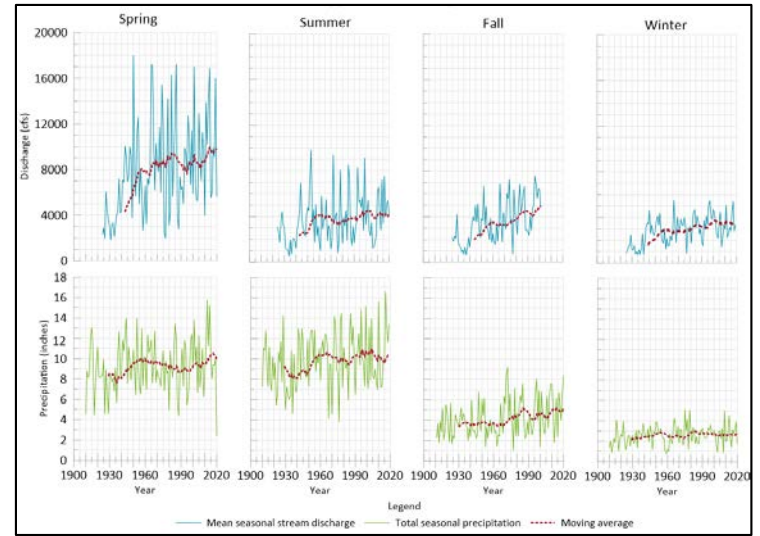 Spring Summer Fall Winter
20000
16000
12000
8000
4000
0
Discharge (cfs)
18
16
14
12
10
8
6
4
2
0
Precipitation (inches)
1900 1930 1960 1990 2020 1900 1930 1960 1990 2020 1900 1930 1960 1990 2020 1900 1930 1960 1990 2020
Year Year Year Year
Legend
Mean seasonal stream discharge Total seasonal precipitation Moving average